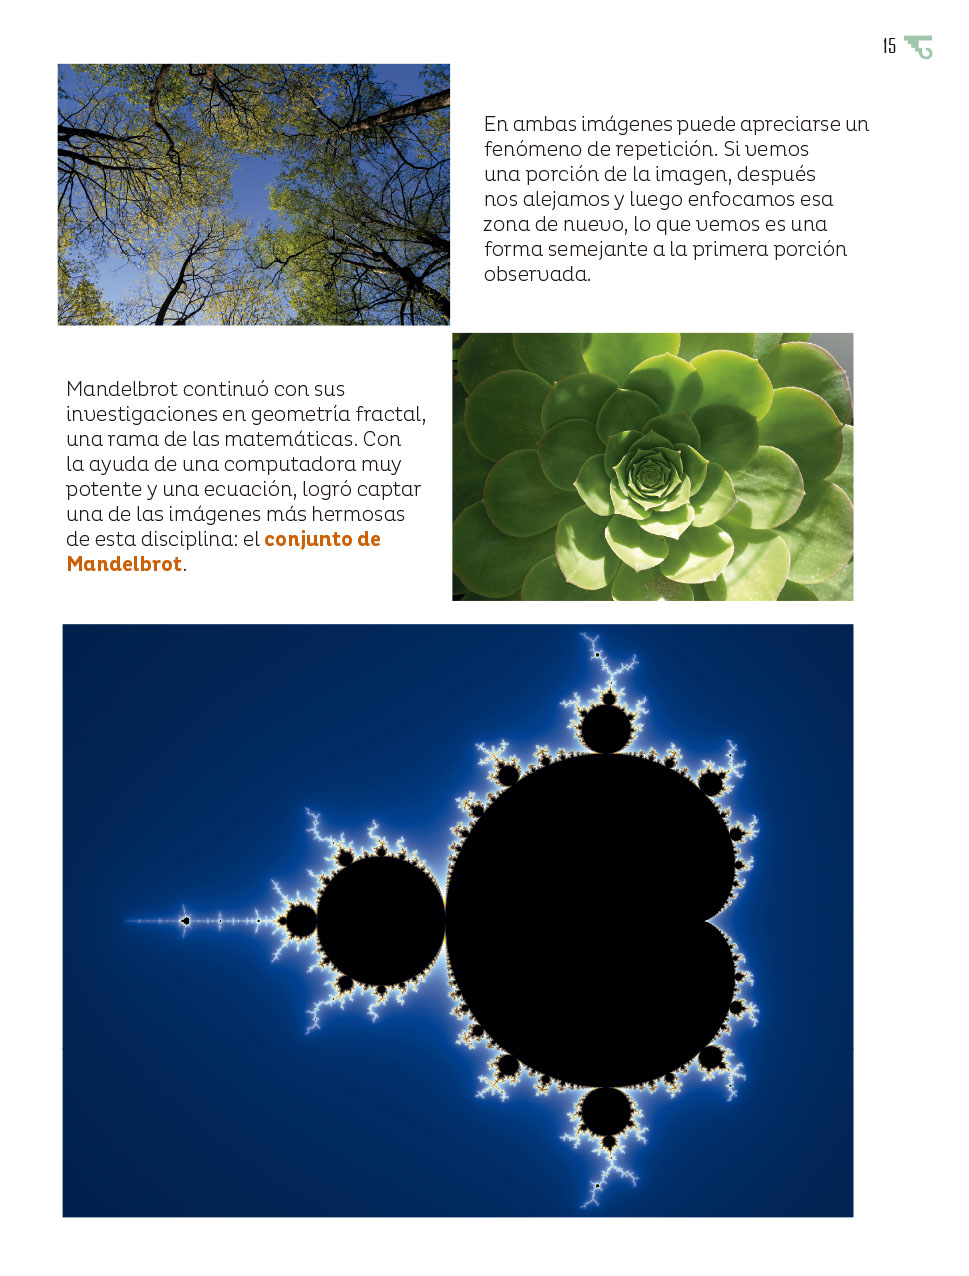 15
En ambas imágenes puede apreciarse un
fenómeno de repetición. Si vemos
una porción de la imagen, después
nos alejamos y luego enfocamos esa
zona de nuevo, lo que vemos es una
forma semejante a la primera porción
observada.
Mandelbrot continuó con sus
investigaciones en geometría fractal,
una rama de las matemáticas. Con
la ayuda de una computadora muy
potente y una ecuación, logró captar
una de las imágenes más hermosas
de esta disciplina: el conjunto de
Mandelbrot.